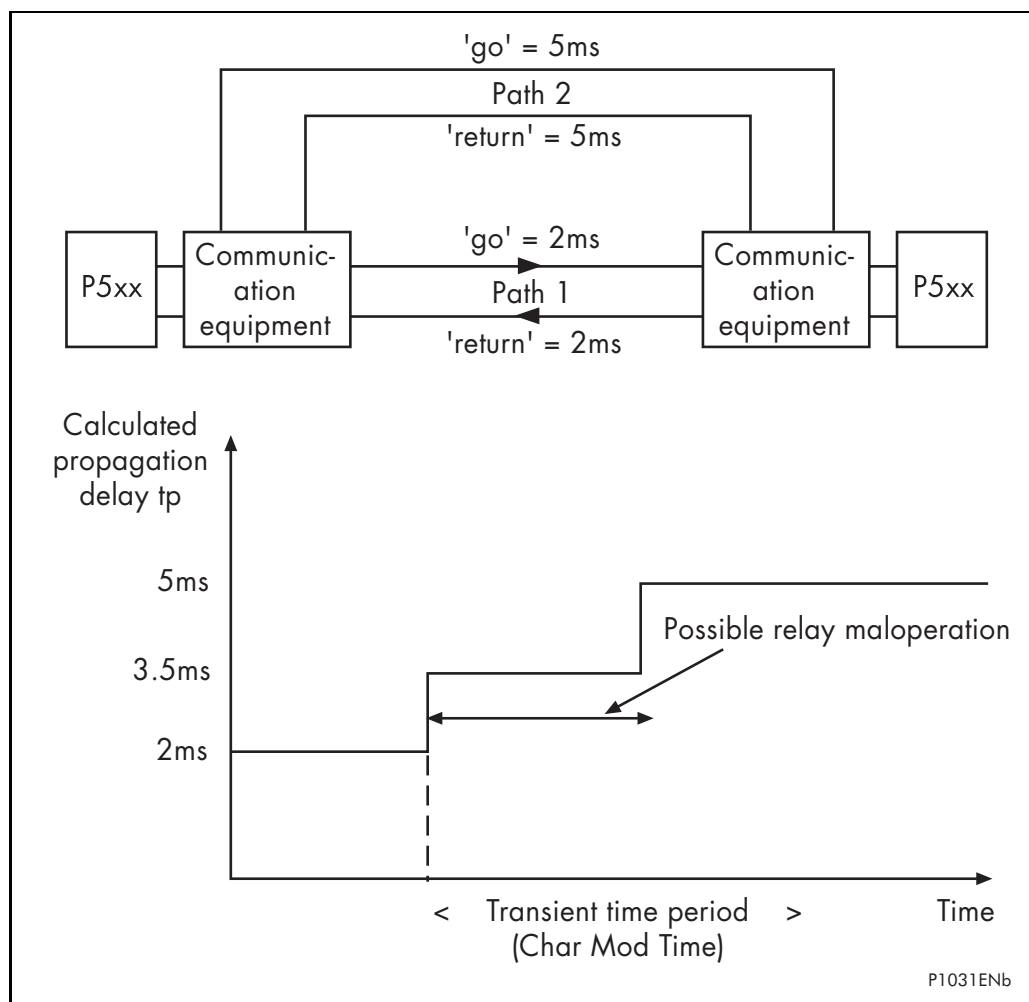 'go' = 5ms
Path 2
'return' = 5ms
P5xx
Communic-
ation
equipment
'go' = 2ms
Path 1
'return' = 2ms
Communic-
ation
equipment
P5xx
Calculated
propagation
delay tp
5ms
Possible relay maloperation
3.5ms
2ms
< Transient time period >
(Char Mod Time)
Time
P1031ENb